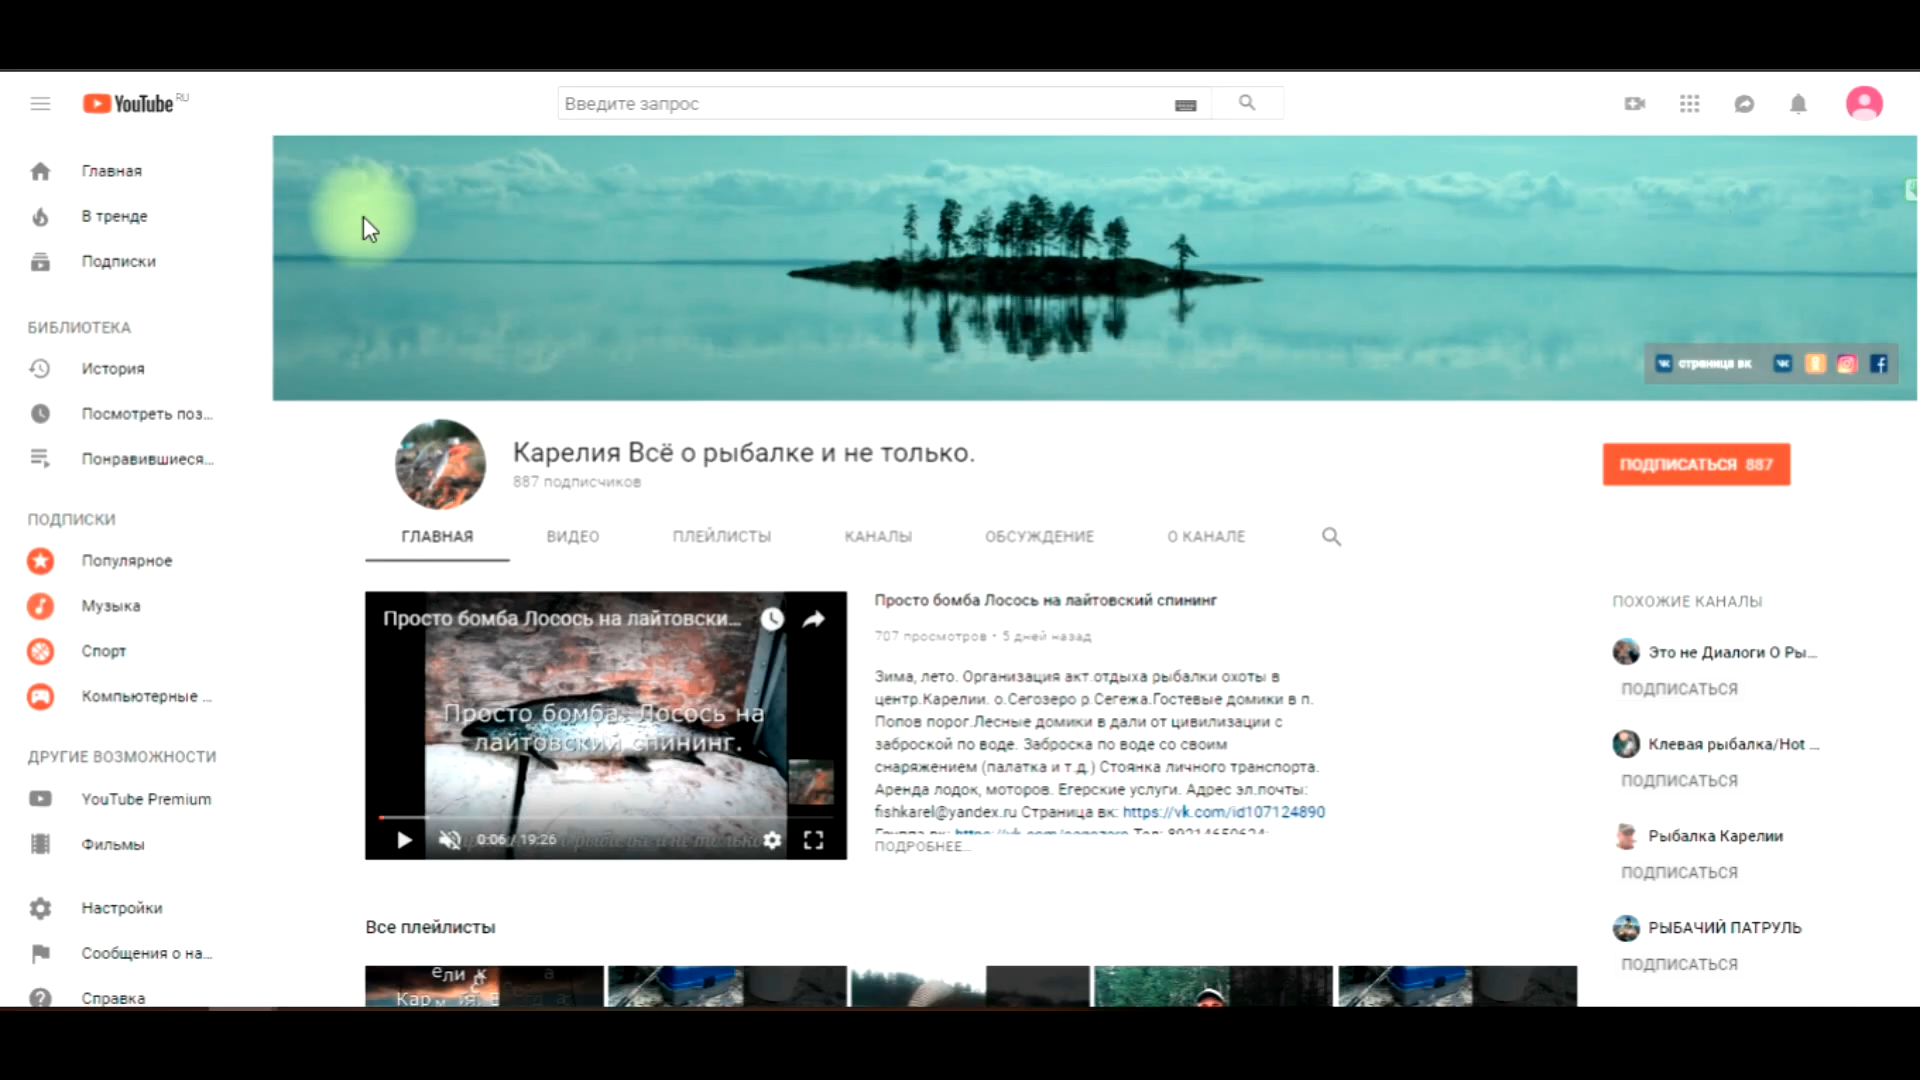 YouTube RU
Введите запрос
Главная
В тренде
Подписки
БИБЛИОТЕКА
История
Посмотреть поз...
Понравившиеся...
ПОДПИСКИ
Популярное
Музыка
Спорт
Компьютерные ...
ДРУГИЕ ВОЗМОЖНОСТИ
YouTube Premium
Фильмы
Настройки
Сообщения о на...
Справка
страница вк
Карелия Всё о рыбалке и не только.
887 подписчиков
ПОДПИСАТЬСЯ 887
ГЛАВНАЯ
ВИДЕО
ПЛЕЙЛИСТЫ
КАНАЛЫ
ОБСУЖДЕНИЕ
О КАНАЛЕ
Просто бомба Лосось на лайтовски...
Просто бомба. Лосось на
лайтовский спининг.
0:06 / 19:26
Просто бомба Лосось на лайтовский спининг
707 просмотров • 5 дней назад
Зима, лето. Организация акт.отдыха рыбалки охоты в
центр.Карелии. о.Сегозеро р.Сегежа.Гостевые домики в п.
Попов порог.Лесные домики в дали от цивилизации с
заброской по воде. Заброска по воде со своим
снаряжением (палатка и т.д.) Стоянка личного транспорта.
Аренда лодок, моторов. Егерские услуги. Адрес эл.почты:
fishkarel@yandex.ru Страница вк: https://vk.com/id107124890
ПОДРОБНЕЕ...
Все плейлисты
ПОХОЖИЕ КАНАЛЫ
Это не Диалоги О Ры...
ПОДПИСАТЬСЯ
Клевая рыбалка/Hot ...
ПОДПИСАТЬСЯ
Рыбалка Карелии
ПОДПИСАТЬСЯ
РЫБАЧИЙ ПАТРУЛЬ
ПОДПИСАТЬСЯ